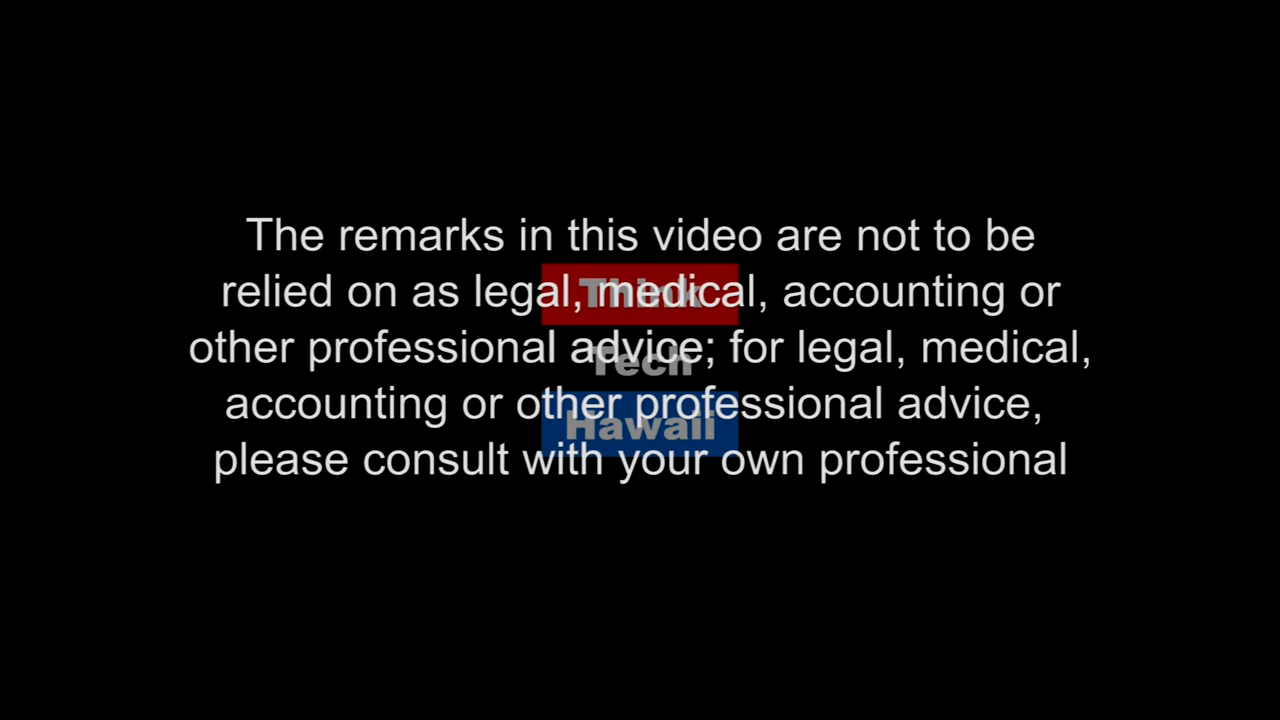 The remarks in this video are not to be
relied on as legal, medical, accounting or
other professional advice; for legal, medical,
accounting or other professional advice,
please consult with your own professional
Think
Tech
Hawaii